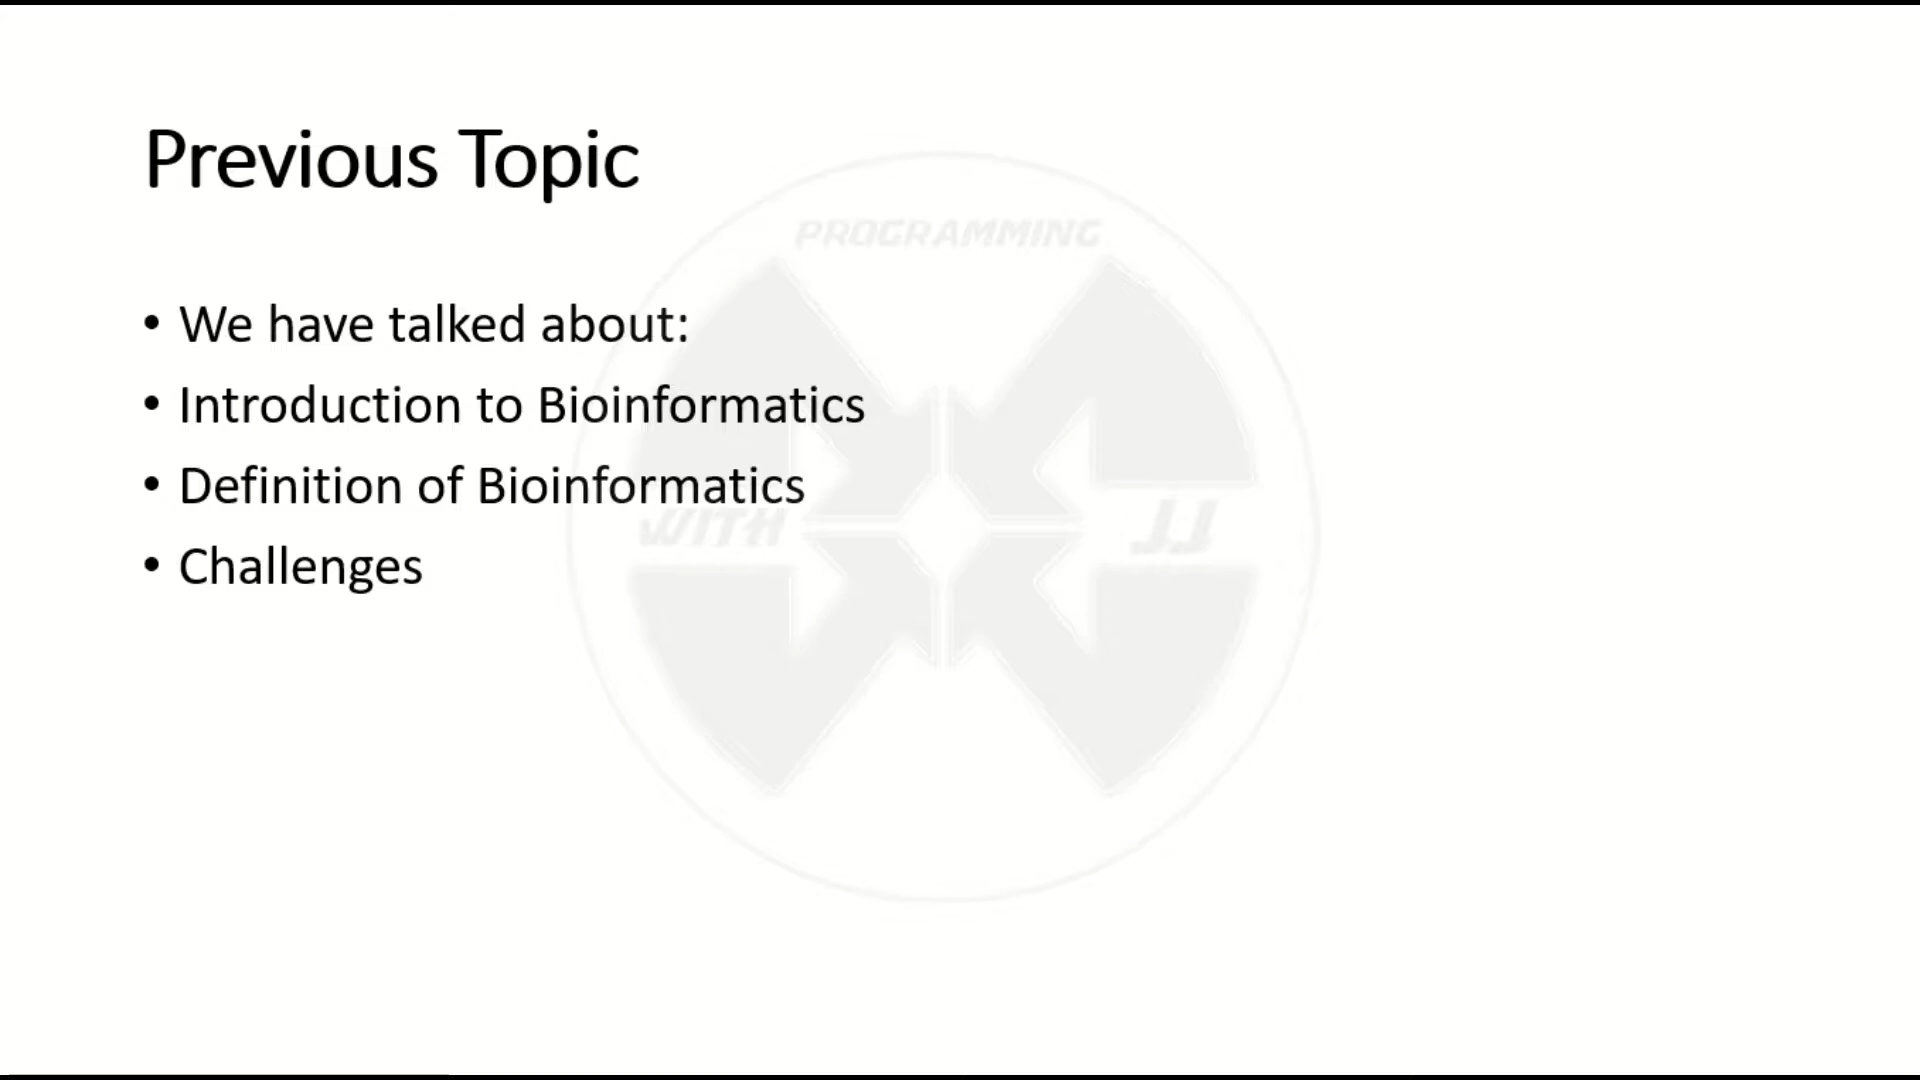 Previous Topic
PROGRAMMING
• We have talked about:
• Introduction to Bioinformatics
• Definition of Bioinformatics
WITH JJ
• Challenges